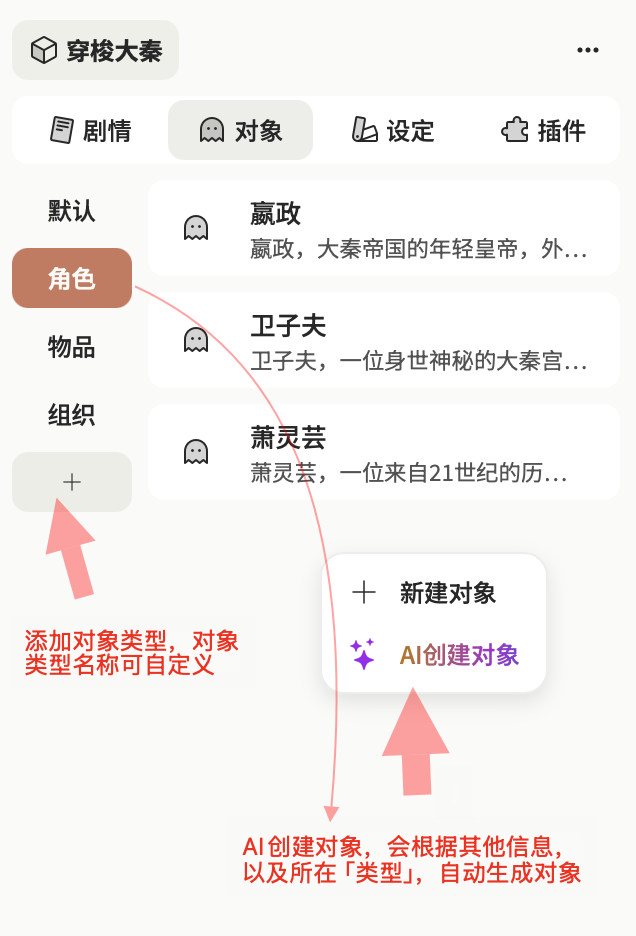 穿梭大秦
剧情
对象
设定
插件
默认
角色
物品
组织
嬴政
嬴政，大秦帝国的年轻皇帝，外...
卫子夫
卫子夫，一位身世神秘的大秦宫...
萧灵芸
萧灵芸，一位来自21世纪的历...
新建对象
AI创建对象
添加对象类型，对象
类型名称可自定义
AI创建对象，会根据其他信息，
以及所在「类型」，自动生成对象